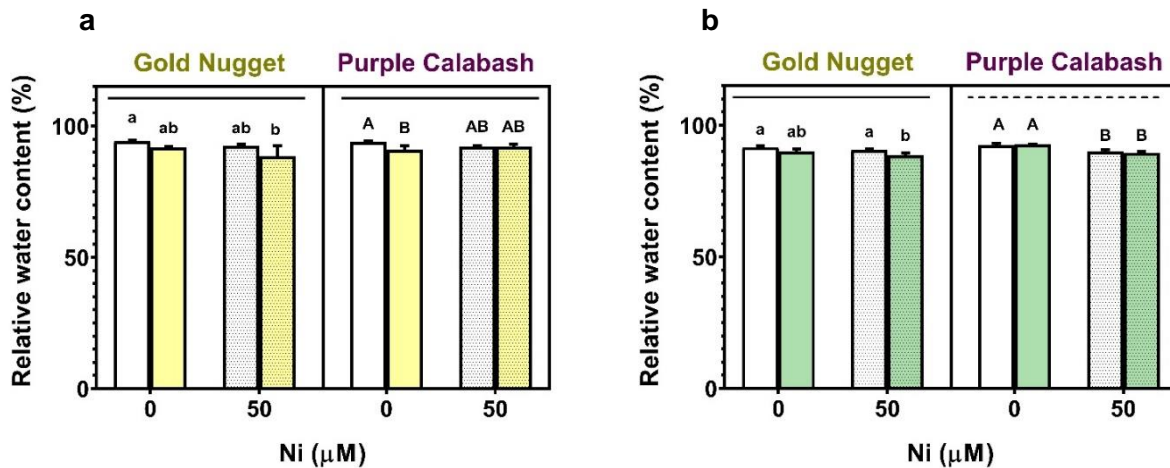 a
Gold Nugget Purple Calabash
Relative water content (%)
100
50
0
a ab ab b A B AB AB
0 50 0 50
Ni (μM)
b
Gold Nugget Purple Calabash
Relative water content (%)
100
50
0
a ab a b A A B B
0 50 0 50
Ni (μM)